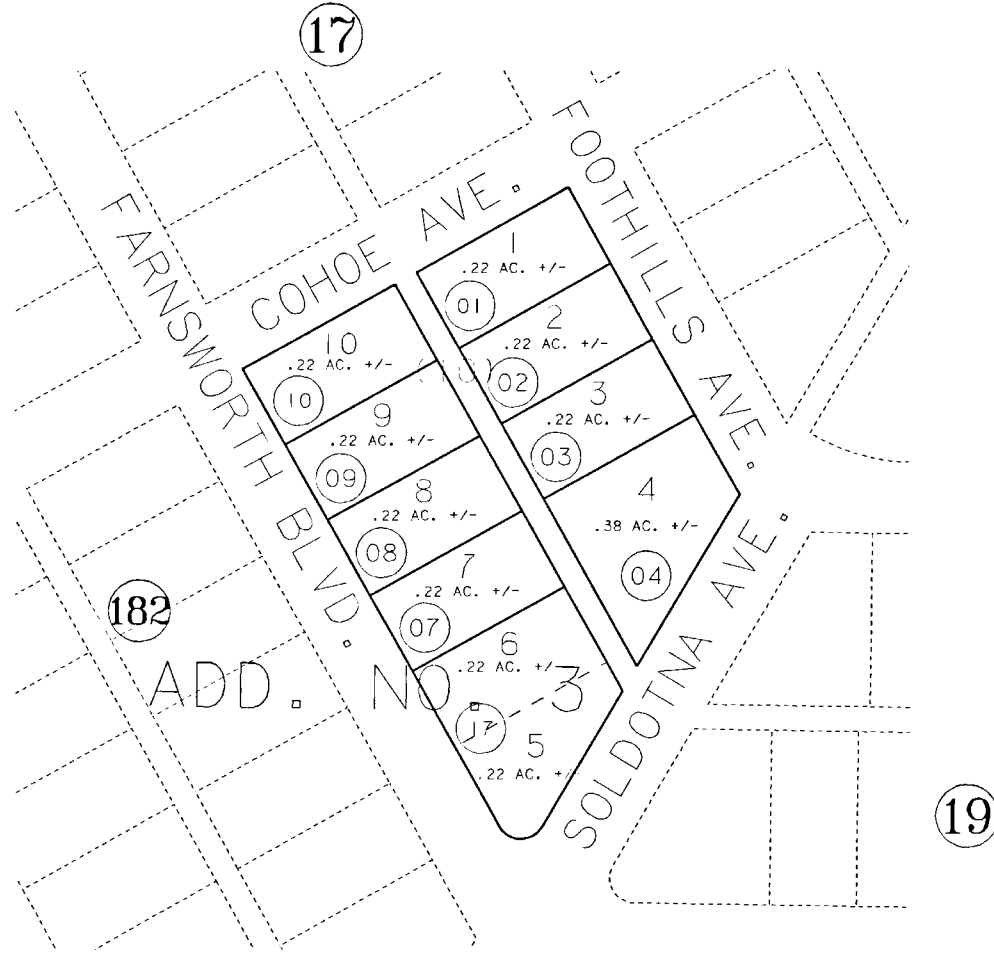 17
FOOTHILLS AVE.
COHOE AVE.
FARNSWORTH BLVD.
1
.22 AC. +/-
01
2
.22 AC. +/-
02
3
.22 AC. +/-
03
4
.38 AC. +/-
04
10
.22 AC. +/-
10
9
.22 AC. +/-
09
8
.22 AC. +/-
08
7
.22 AC. +/-
07
6
.22 AC. +/-
17
5
.22 AC. +/-
182
ADD. NO. 3
SOLDOTNA AVE.
19